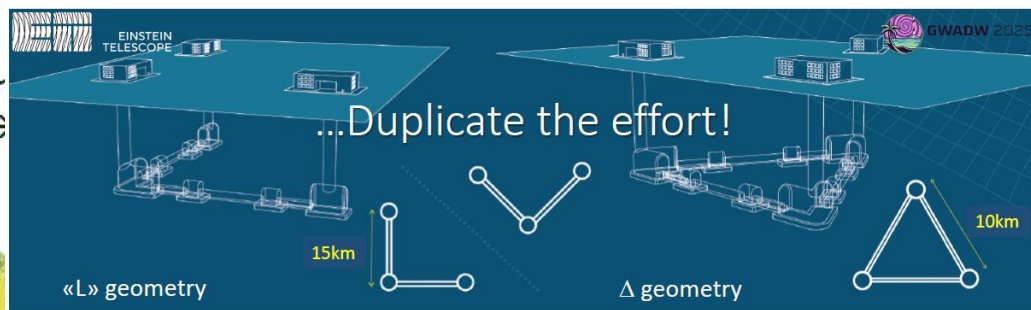 EINSTEIN
TELESCOPE
GWADW 2025
...Duplicate the effort!
15km
10km
«L» geometry
Δ geometry